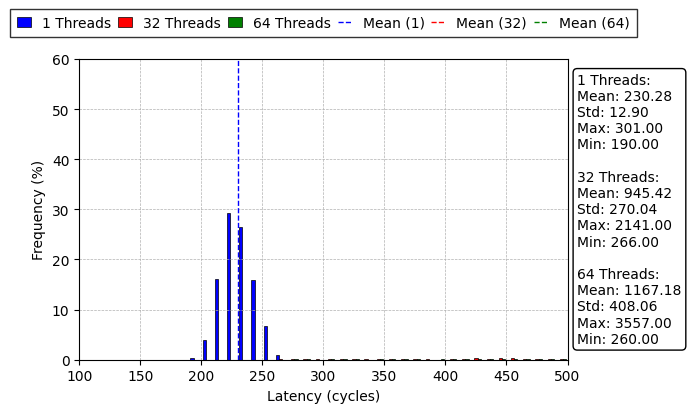 1 Threads 32 Threads 64 Threads Mean (1) Mean (32) Mean (64)
60
50
40
30
20
10
0
Frequency (%)
100 150 200 250 300 350 400 450 500
Latency (cycles)
1 Threads:
Mean: 230.28
Std: 12.90
Max: 301.00
Min: 190.00
32 Threads:
Mean: 945.42
Std: 270.04
Max: 2141.00
Min: 266.00
64 Threads:
Mean: 1167.18
Std: 408.06
Max: 3557.00
Min: 260.00